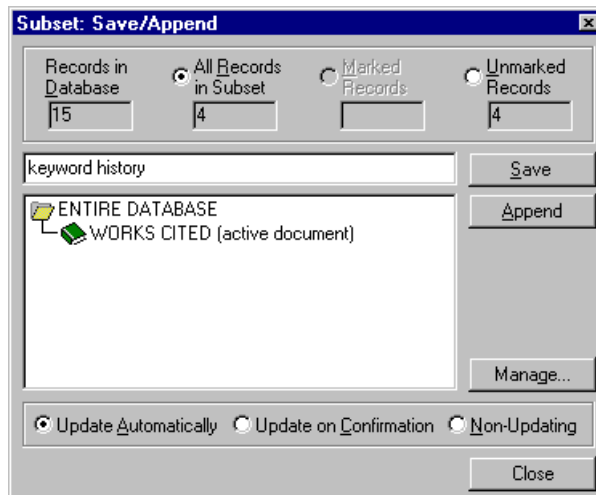 Subset: Save/Append
Records in Database
15
All Records in Subset
4
Marked Records
Unmarked Records
4
keyword history
Save
ENTIRE DATABASE
Append
WORKS CITED (active document)
Manage...
Update Automatically
Update on Confirmation
Non-Updating
Close